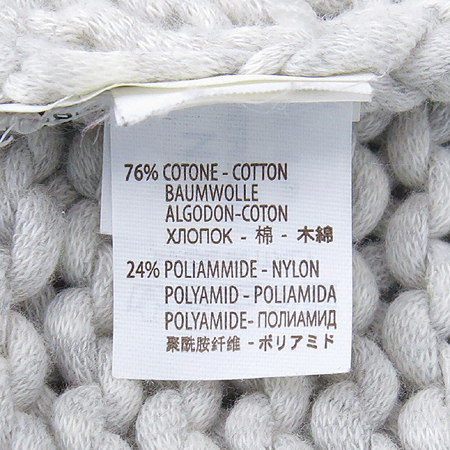 76% COTONE - COTTON
BAUMWOLLE
ALGODON-COTON
ХЛОПОК - 棉 - 木綿
24% POLIAMMIDE - NYLON
POLYAMID - POLIAMIDA
POLYAMIDE-ПОЛИАМИД
聚酰胺纤维 - ポリアミド